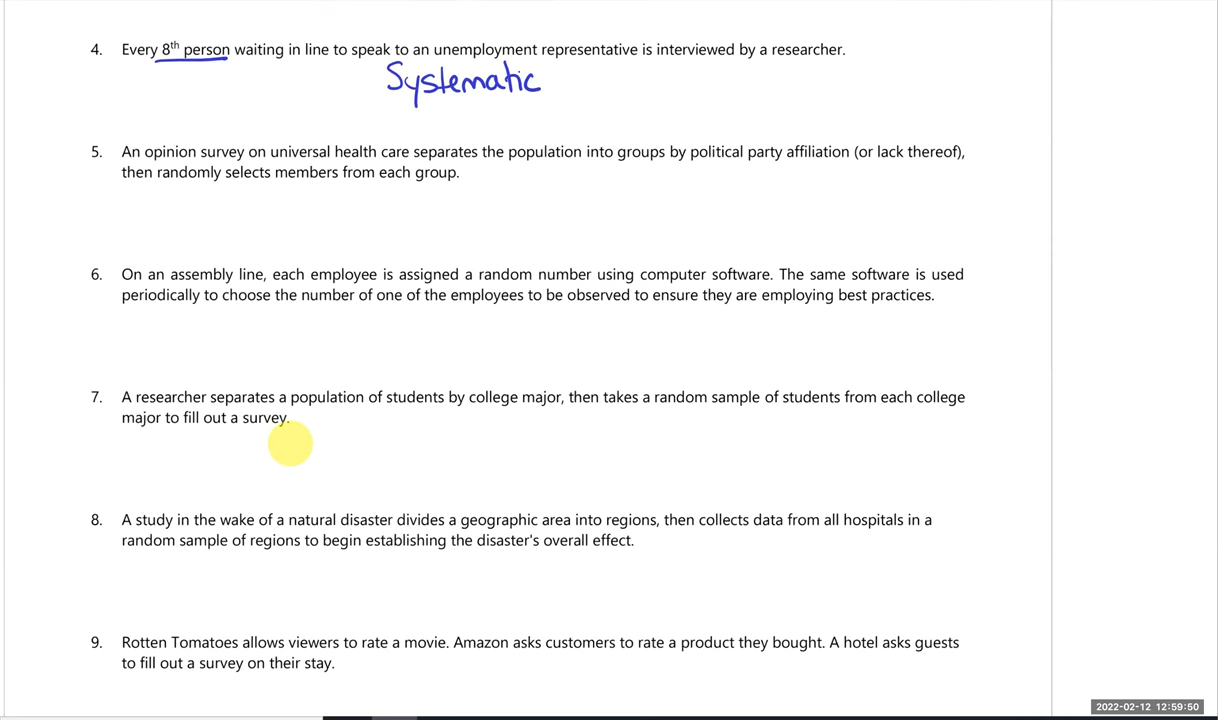 4. Every 8th person waiting in line to speak to an unemployment representative is interviewed by a researcher.
Systematic
5. An opinion survey on universal health care separates the population into groups by political party affiliation (or lack thereof),
then randomly selects members from each group.
6. On an assembly line, each employee is assigned a random number using computer software. The same software is used
periodically to choose the number of one of the employees to be observed to ensure they are employing best practices.
7. A researcher separates a population of students by college major, then takes a random sample of students from each college
major to fill out a survey.
8. A study in the wake of a natural disaster divides a geographic area into regions, then collects data from all hospitals in a
random sample of regions to begin establishing the disaster's overall effect.
9. Rotten Tomatoes allows viewers to rate a movie. Amazon asks customers to rate a product they bought. A hotel asks guests
to fill out a survey on their stay.
2022-02-12 12:59:50